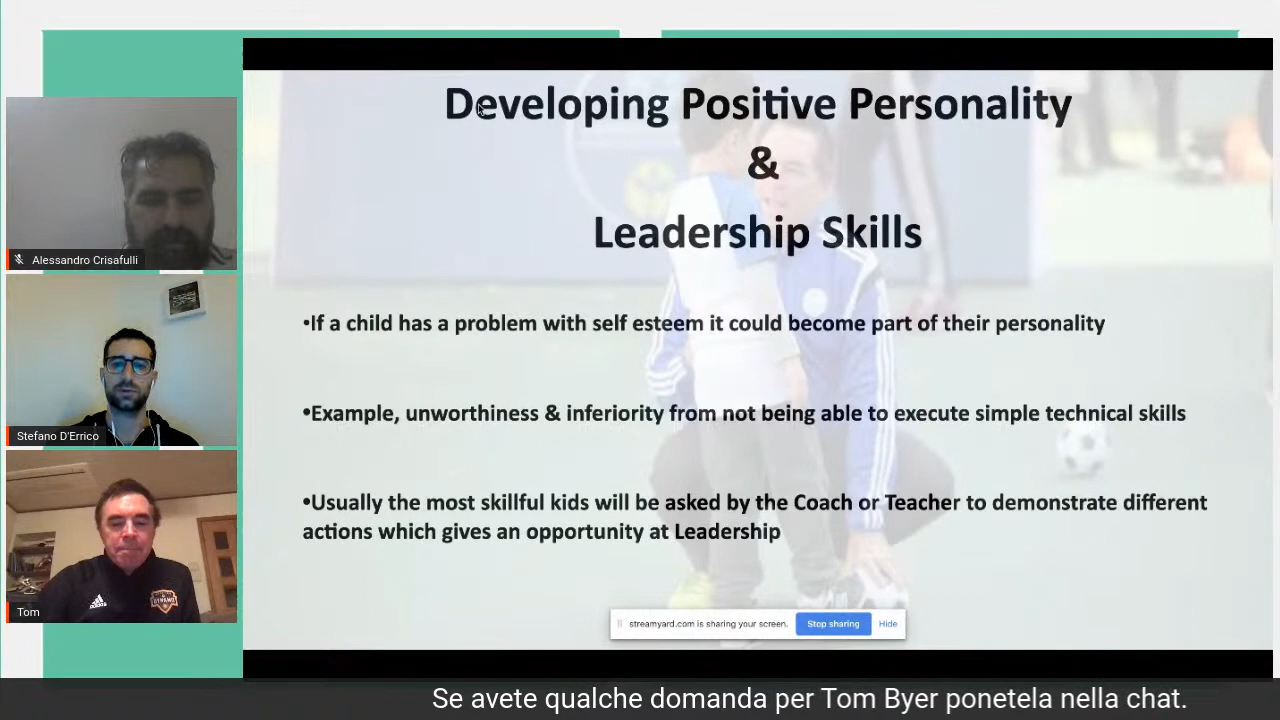 Developing Positive Personality
&
Leadership Skills
•If a child has a problem with self esteem it could become part of their personality
•Example, unworthiness & inferiority from not being able to execute simple technical skills
•Usually the most skillful kids will be asked by the Coach or Teacher to demonstrate different
actions which gives an opportunity at Leadership
Alessandro Crisafulli
Stefano D'Errico
Tom
adidas
DYNAMO
streamyard.com is sharing your screen.
Stop sharing
Hide
Se avete qualche domanda per Tom Byer ponetela nella chat.